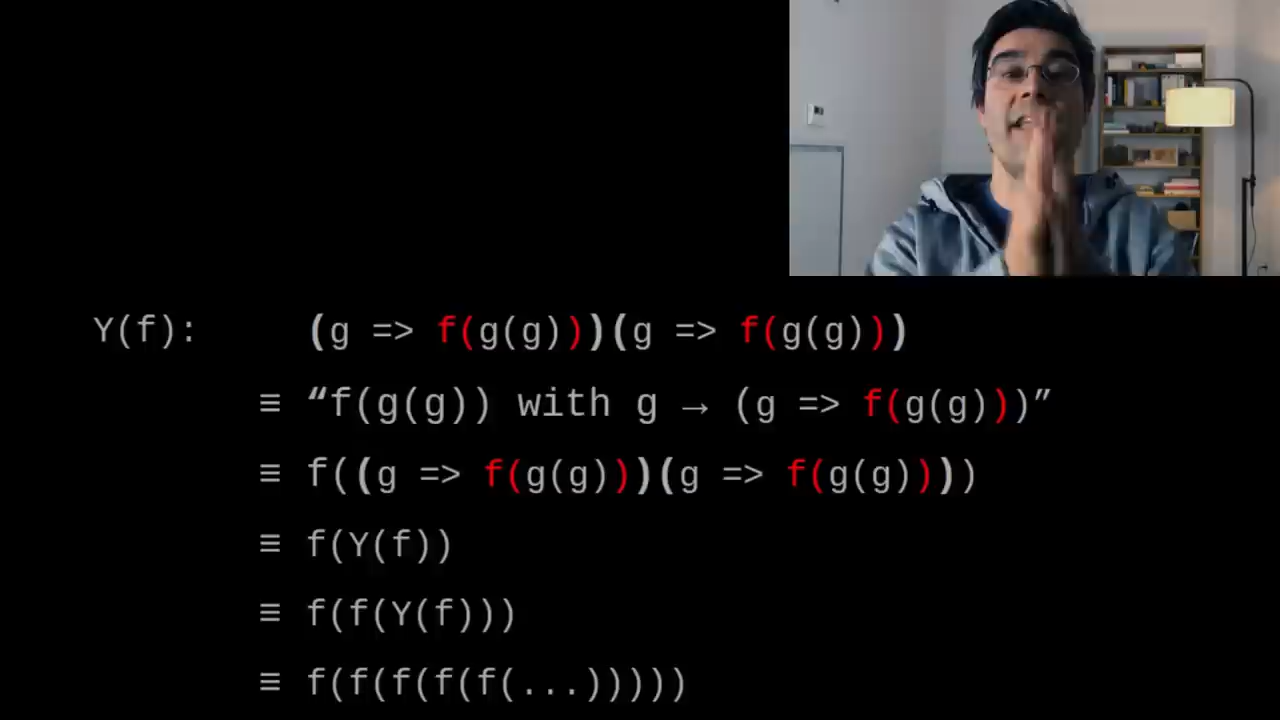 Y(f): (g => f(g(g)))(g => f(g(g)))
≡ “f(g(g)) with g → (g => f(g(g)))”
≡ f((g => f(g(g)))(g => f(g(g))))
≡ f(Y(f))
≡ f(f(Y(f)))
≡ f(f(f(f(f(...)))))